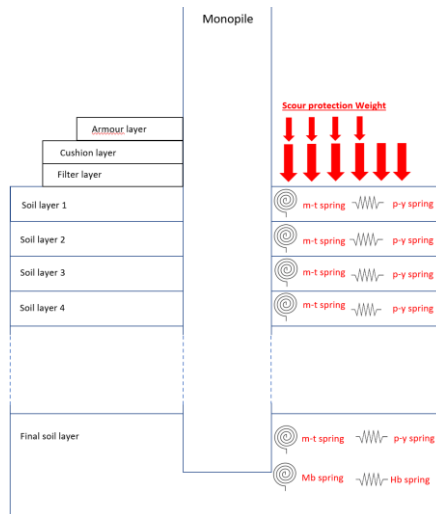 Monopile
Scour protection Weight
Armour layer
Cushion layer
Filter layer
Soil layer 1
m-t spring
p-y spring
Soil layer 2
m-t spring
p-y spring
Soil layer 3
m-t spring
p-y spring
Soil layer 4
m-t spring
p-y spring
Final soil layer
m-t spring
p-y spring
Mb spring
Hb spring